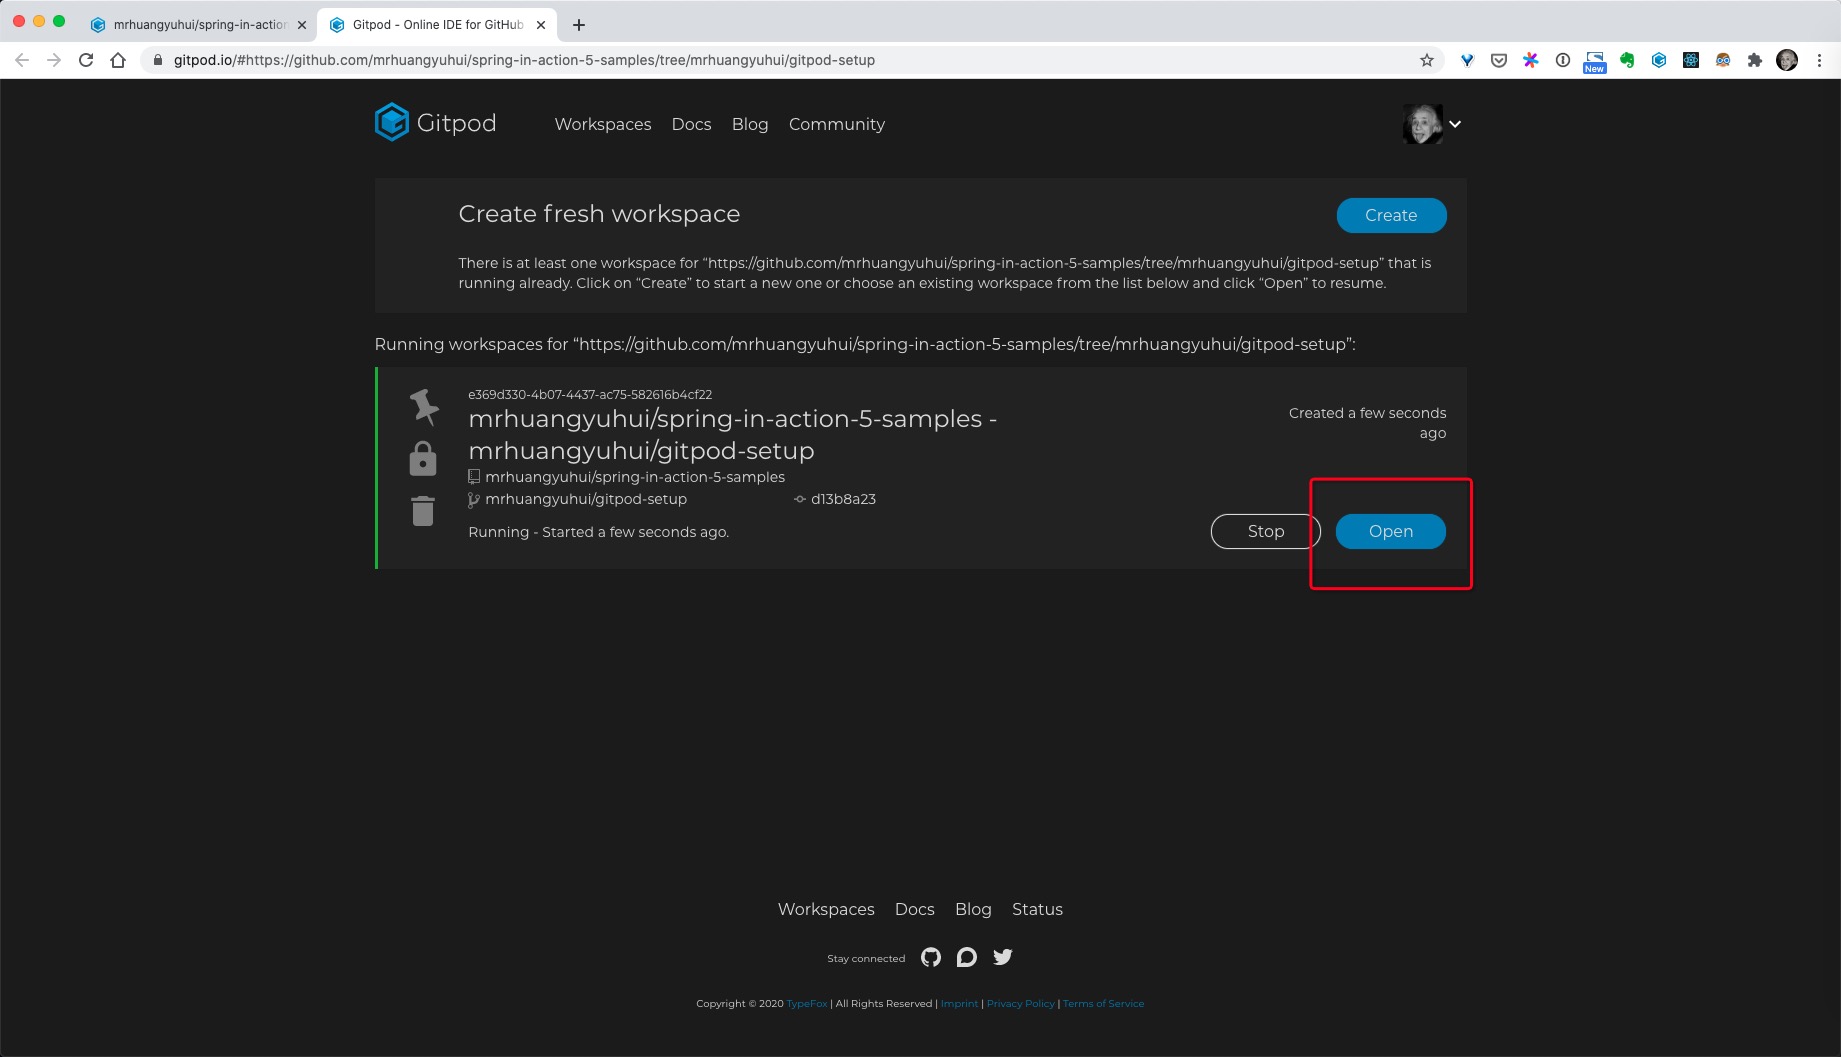 mrhuangyuhui/spring-in-action
Gitpod - Online IDE for GitHub
gitpod.io/#https://github.com/mrhuangyuhui/spring-in-action-5-samples/tree/mrhuangyuhui/gitpod-setup
New
Gitpod
Workspaces Docs Blog Community
Create fresh workspace
Create
There is at least one workspace for “https://github.com/mrhuangyuhui/spring-in-action-5-samples/tree/mrhuangyuhui/gitpod-setup” that is
running already. Click on “Create” to start a new one or choose an existing workspace from the list below and click “Open” to resume.
Running workspaces for “https://github.com/mrhuangyuhui/spring-in-action-5-samples/tree/mrhuangyuhui/gitpod-setup”:
e369d330-4b07-4437-ac75-582616b4cf22
mrhuangyuhui/spring-in-action-5-samples -
mrhuangyuhui/gitpod-setup
Created a few seconds
ago
mrhuangyuhui/spring-in-action-5-samples
mrhuangyuhui/gitpod-setup d13b8a23
Running - Started a few seconds ago.
Stop Open
Workspaces Docs Blog Status
Stay connected
Copyright © 2020 TypeFox | All Rights Reserved | Imprint | Privacy Policy | Terms of Service